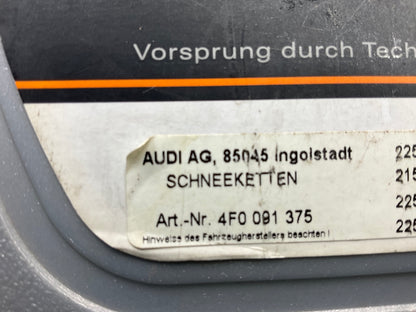 Vorsprung durch Tech
AUDI AG, 85045 Ingolstadt 225
SCHNEEKETTEN 215
225
Art.-Nr. 4F0 091 375 225
Hinweise des Fahrzeugherstellers beachten !